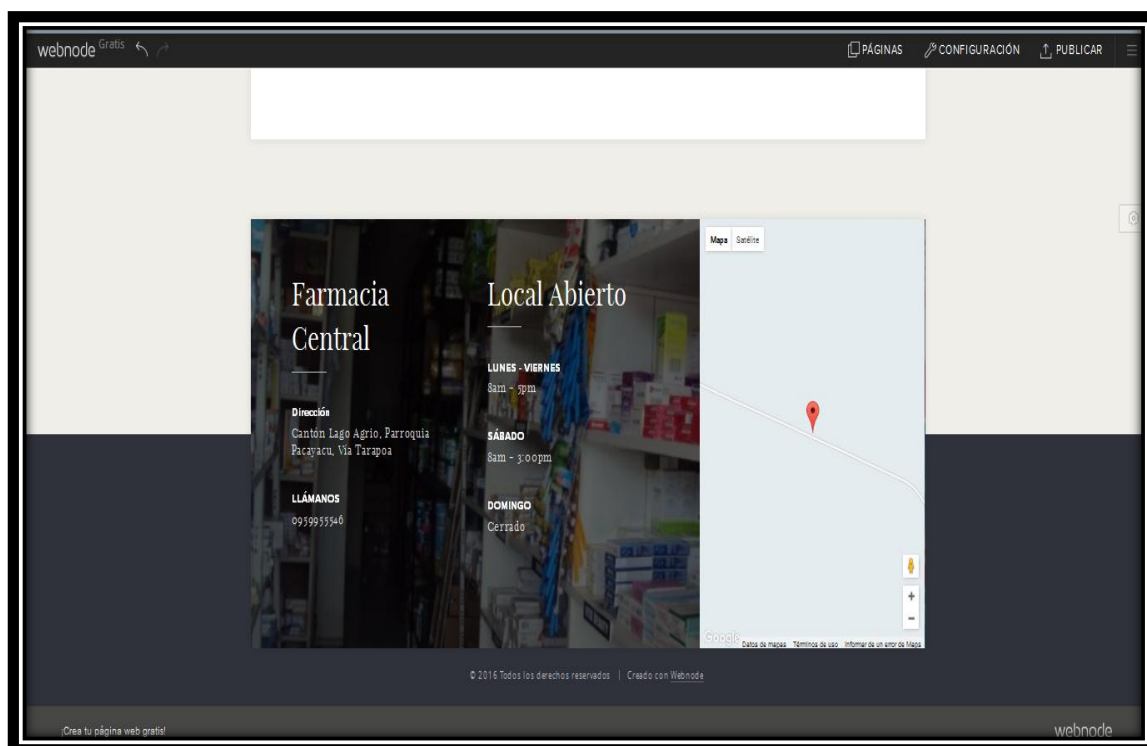 webnode Gratis
PÁGINAS
CONFIGURACIÓN
PUBLICAR
Farmacia
Central
Dirección
Cantón Lago Agrio, Parroquia
Pacayacu, Vía Tarapoa
LLÁMANOS
0959955546
Local Abierto
LUNES - VIERNES
8am - 5pm
SÁBADO
8am - 3:00pm
DOMINGO
Cerrado
Mapa Satélite
Google
Datos de mapas Términos de uso Informar de un error de Maps
© 2016 Todos los derechos reservados | Creado con Webnode
¡Crea tu página web gratis!
webnode